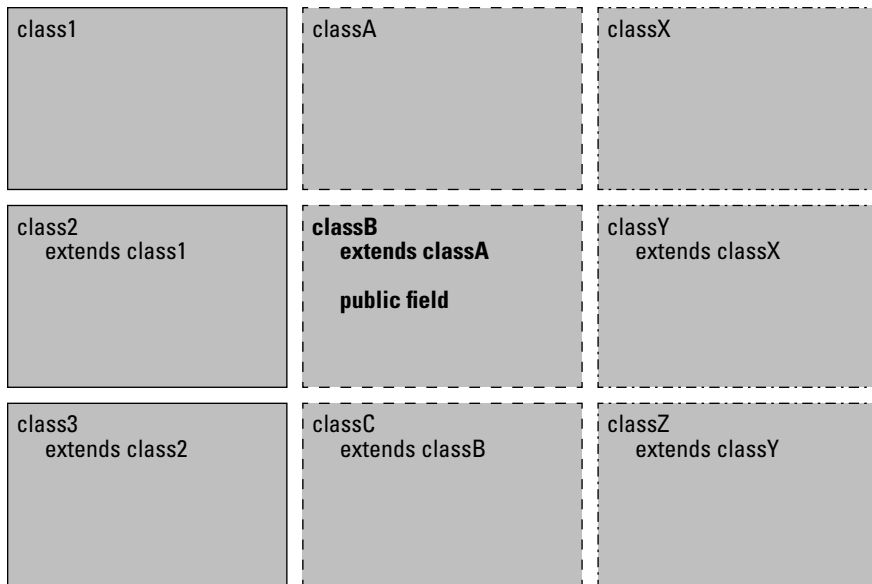 class1
classA
classX
class2
extends class1
classB
extends classA
public field
classY
extends classX
class3
extends class2
classC
extends classB
classZ
extends classY